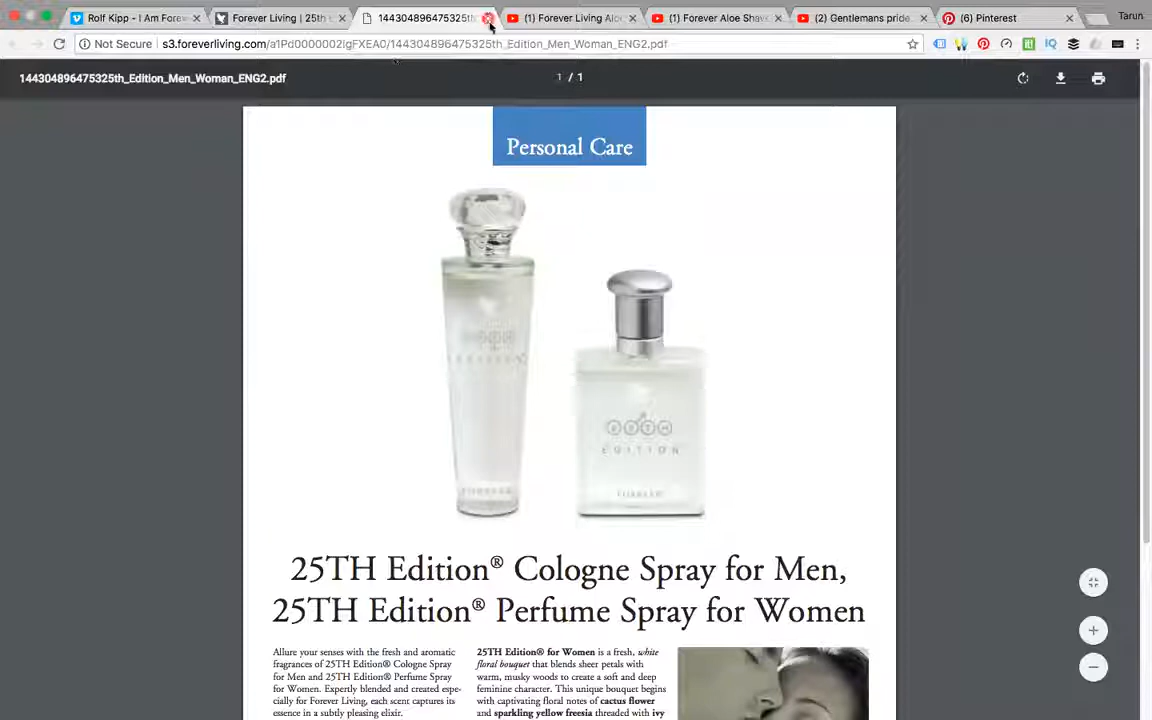 Rolf Kipp - I Am Forev
Forever Living | 25th E
144304896475325th
(1) Forever Living Aloe
(1) Forever Aloe Shave
(2) Gentlemans pride
(6) Pinterest
Tarun
Not Secure
s3.foreverliving.com/a1Pd0000002IgFXEA0/144304896475325th_Edition_Men_Woman_ENG2.pdf
144304896475325th_Edition_Men_Woman_ENG2.pdf
1 / 1
Personal Care
EDITION
FOREVER
25TH Edition® Cologne Spray for Men,
25TH Edition® Perfume Spray for Women
Allure your senses with the fresh and aromatic
fragrances of 25TH Edition® Cologne Spray
for Men and 25TH Edition® Perfume Spray
for Women. Expertly blended and created espe-
cially for Forever Living, each scent captures its
essence in a subtly pleasing elixir.
25TH Edition® for Women is a fresh, white
floral bouquet that blends sheer petals with
warm, musky woods to create a soft and deep
feminine character. This unique bouquet begins
with captivating floral notes of cactus flower
and sparkling yellow freesia threaded with ivy